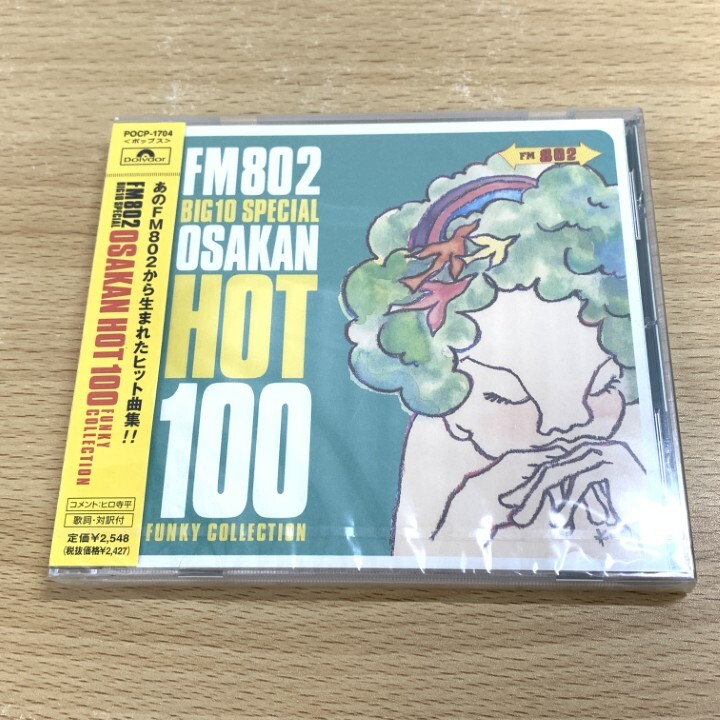 POCP-1704
<ポップス>
Polydor
あのFM802から生まれたヒット曲集!!
FM802
BIG10 SPECIAL
OSAKAN HOT 100
FUNKY
COLLECTION
コメント:ヒロ寺平
歌詞・対訳付
定価¥2,548
(税抜価格¥2,427)
FM802
BIG10 SPECIAL
OSAKAN
HOT
100
FUNKY COLLECTION
FM 802